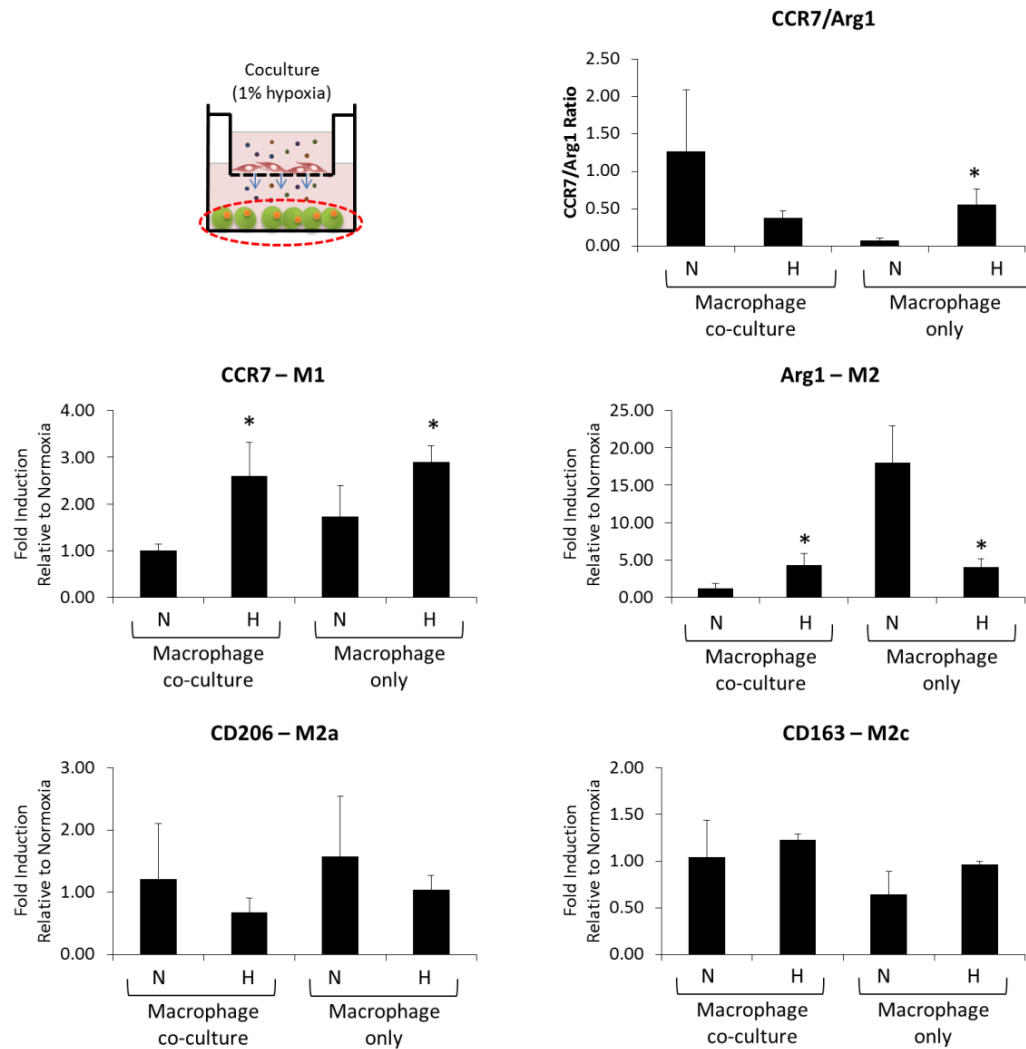 Coculture
(1% hypoxia)
CCR7/Arg1
CCR7/Arg1 Ratio
2.50
2.00
1.50
1.00
0.50
0.00
*
N H N H
Macrophage
co-culture
Macrophage
only
CCR7 – M1
Fold Induction
Relative to Normoxia
4.00
3.00
2.00
1.00
0.00
* *
N H N H
Macrophage
co-culture
Macrophage
only
Arg1 – M2
Fold Induction
Relative to Normoxia
25.00
20.00
15.00
10.00
5.00
0.00
* *
N H N H
Macrophage
co-culture
Macrophage
only
CD206 – M2a
Fold Induction
Relative to Normoxia
3.00
2.00
1.00
0.00
N H N H
Macrophage
co-culture
Macrophage
only
CD163 – M2c
Fold Induction
Relative to Normoxia
2.00
1.50
1.00
0.50
0.00
N H N H
Macrophage
co-culture
Macrophage
only